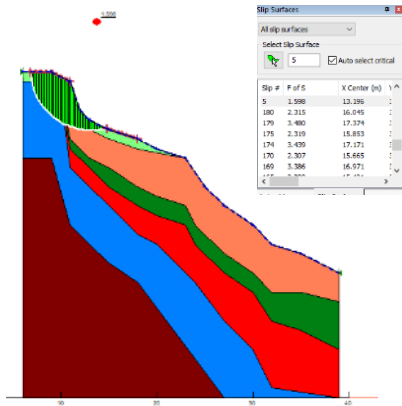 1.598
Slip Surfaces
All slip surfaces
Select Slip Surface
5
Auto select critical
Slip # F of S X Center (m)
5 1.598 13.196
180 2.315 16.045
179 3.480 17.374
175 2.319 15.853
174 3.439 17.171
170 2.307 15.665
169 3.386 16.971
10 20 30 40